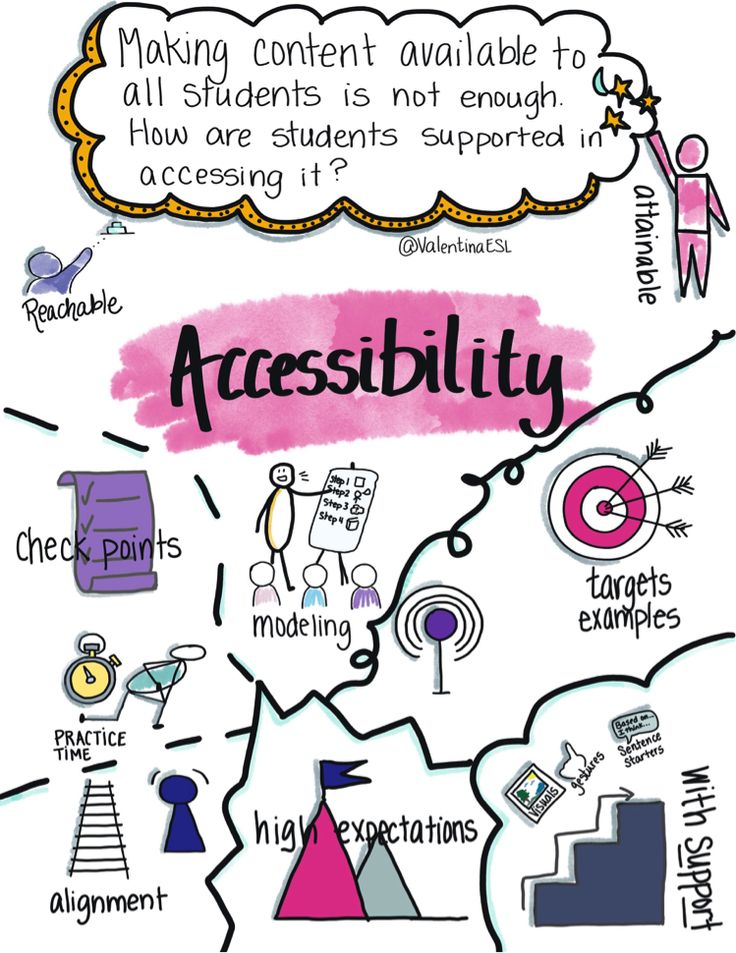 Making content available to
all students is not enough.
How are students supported in
accessing it?
@ValentinaESL
attainable
Reachable
Accessibility
check points
Step 1
Step 2
Step 3
Step 4
modeling
targets
examples
PRACTICE
TIME
alignment
high expectations
Based on...
I think...
Sentence
Starters
gestures
Visuals
With Support